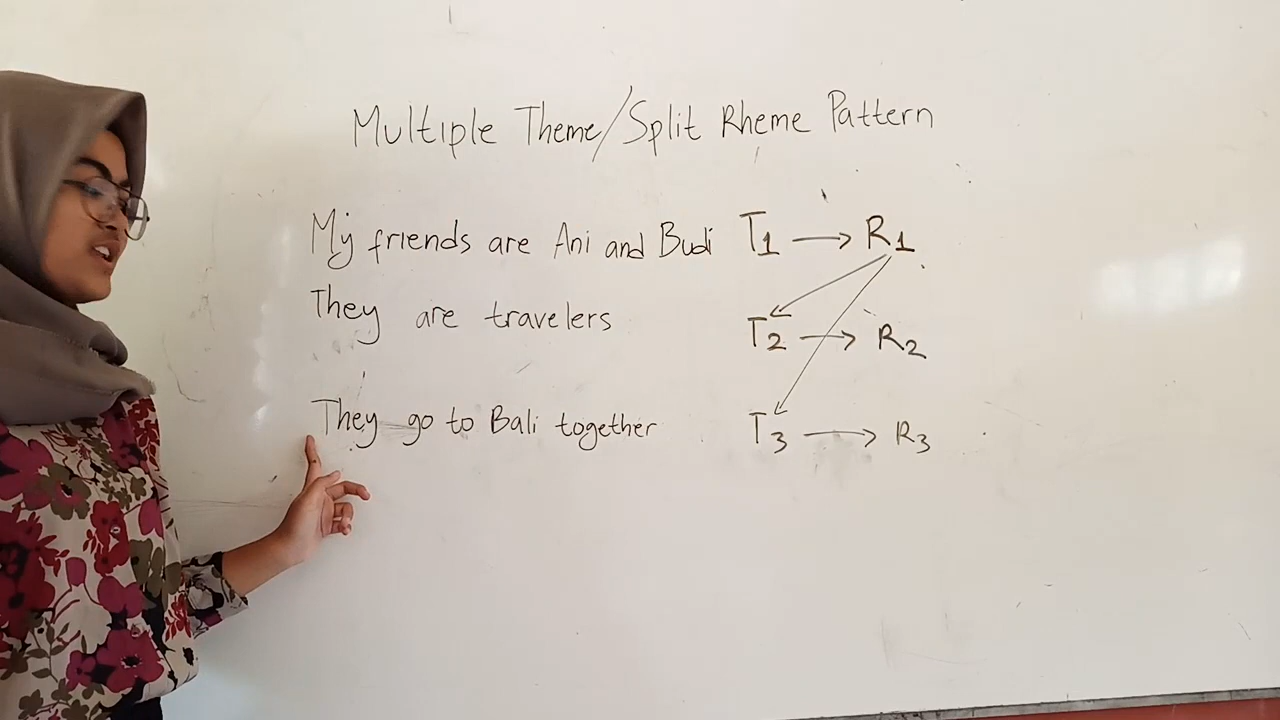 Multiple Theme/Split Rheme Pattern
My friends are Ani and Budi T1 → R1
They are travelers T2 → R2
They go to Bali together T3 → R3